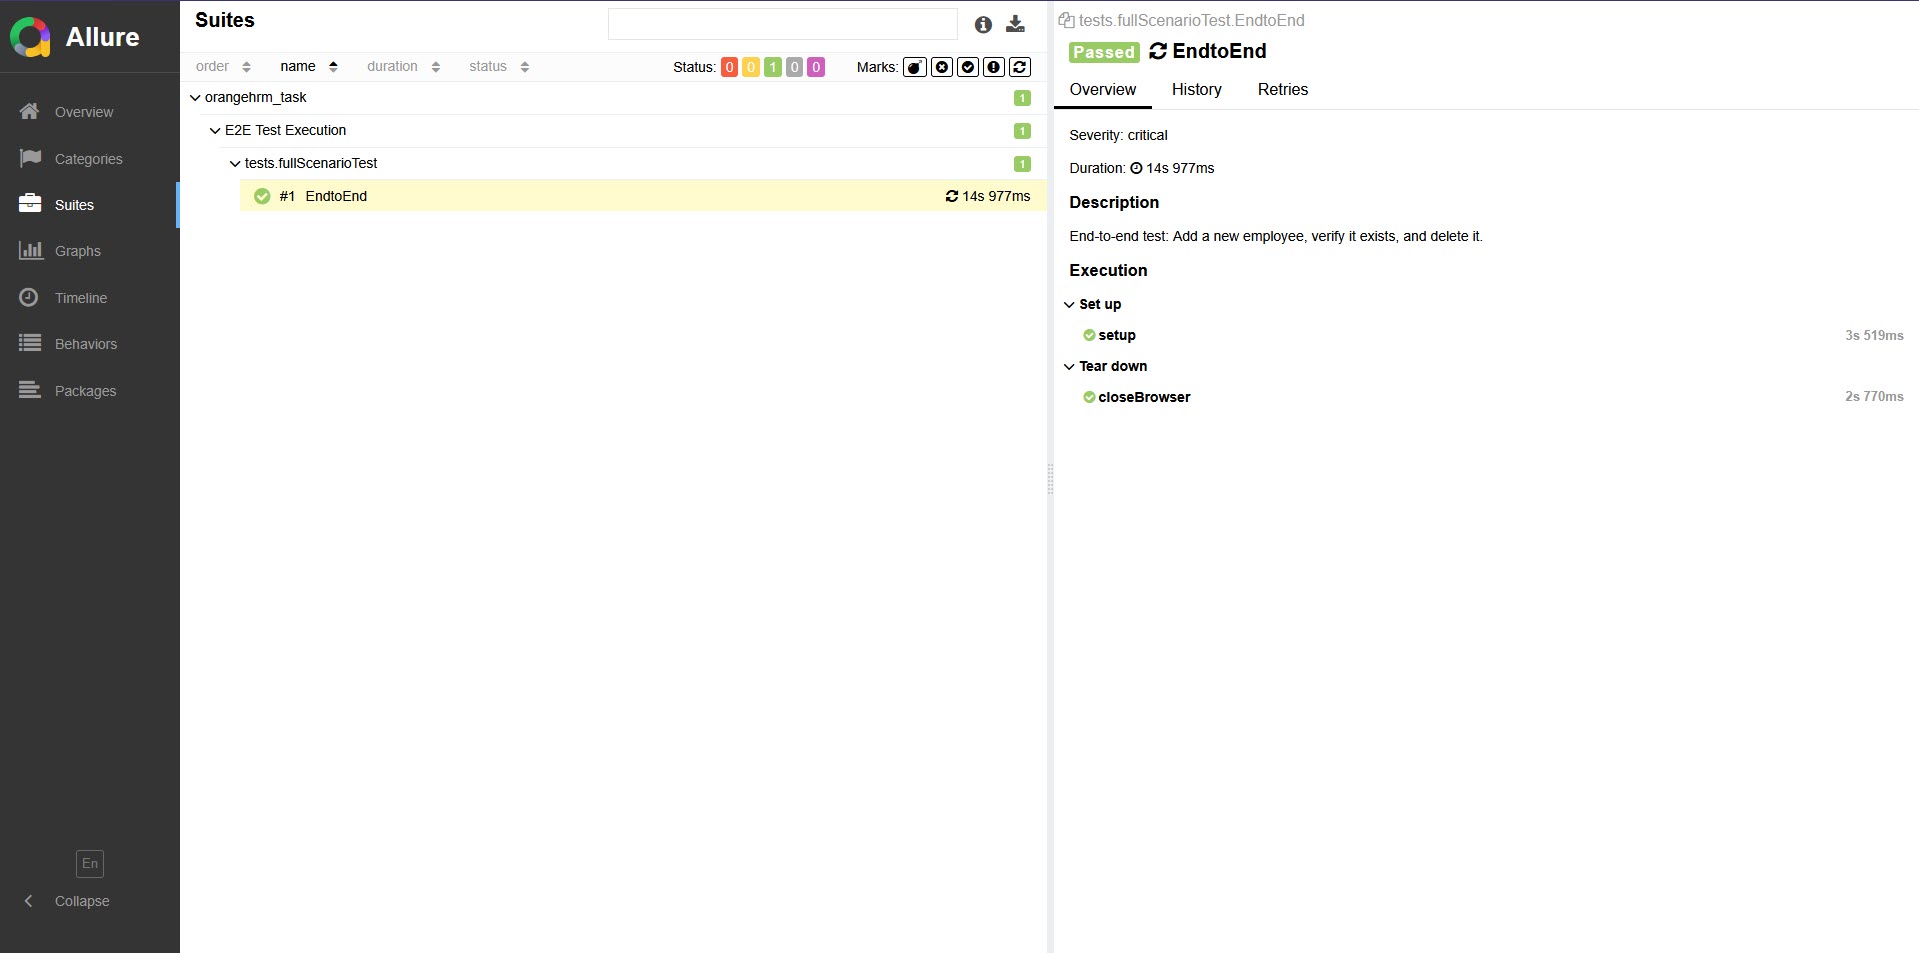 Allure
Overview
Categories
Suites
Graphs
Timeline
Behaviors
Packages
En
Collapse
Suites
order name duration status Status: 0 0 1 0 0 Marks:
orangehrm_task 1
E2E Test Execution 1
tests.fullScenarioTest 1
#1 EndtoEnd 14s 977ms
tests.fullScenarioTest.EndtoEnd
Passed EndtoEnd
Overview History Retries
Severity: critical
Duration: 14s 977ms
Description
End-to-end test: Add a new employee, verify it exists, and delete it.
Execution
Set up
setup 3s 519ms
Tear down
closeBrowser 2s 770ms